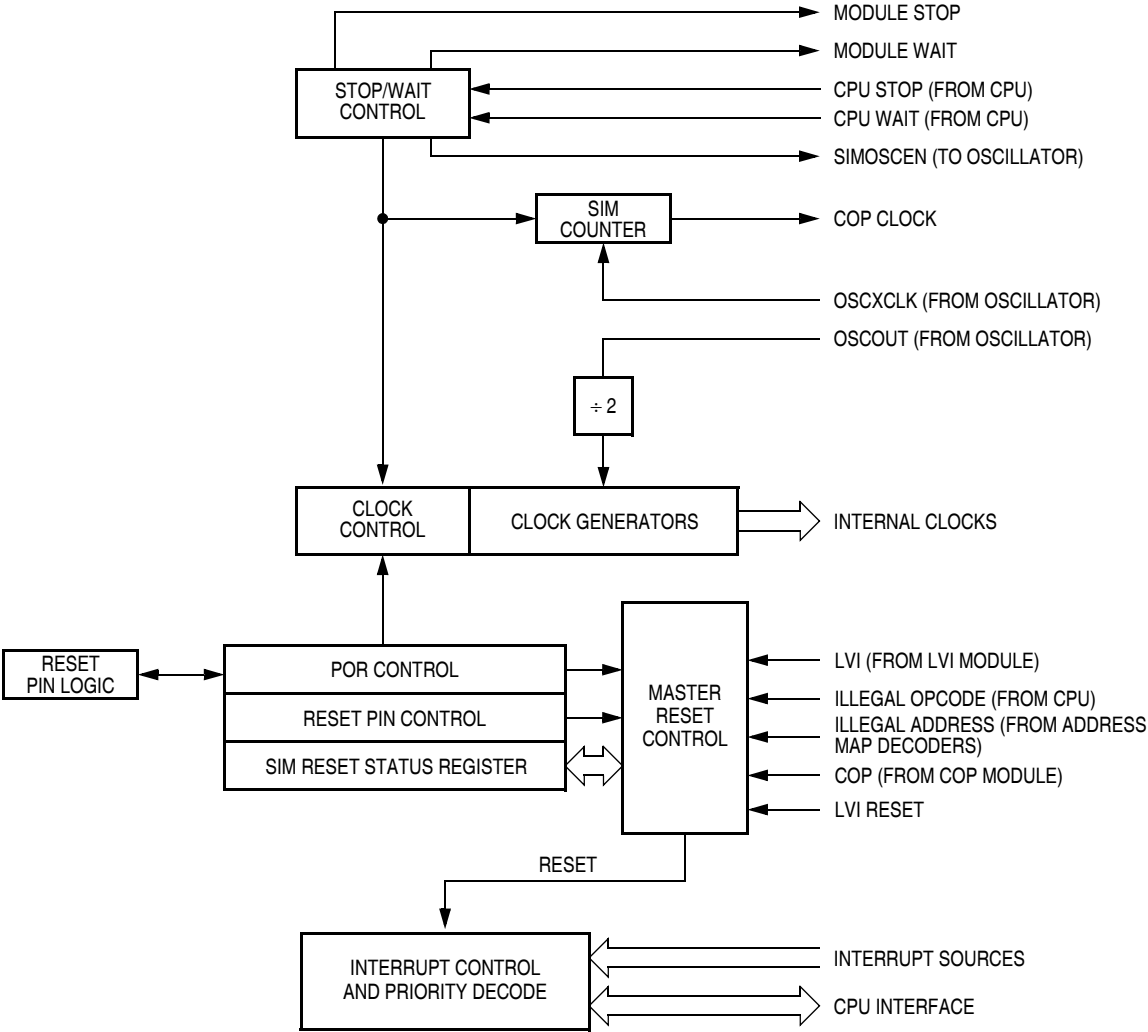 MODULE STOP
MODULE WAIT
STOP/WAIT
CONTROL
CPU STOP (FROM CPU)
CPU WAIT (FROM CPU)
SIMOSCEN (TO OSCILLATOR)
SIM
COUNTER
COP CLOCK
OSCXCLK (FROM OSCILLATOR)
OSCOUT (FROM OSCILLATOR)
÷ 2
CLOCK
CONTROL
CLOCK GENERATORS
INTERNAL CLOCKS
RESET
PIN LOGIC
POR CONTROL
RESET PIN CONTROL
SIM RESET STATUS REGISTER
MASTER
RESET
CONTROL
LVI (FROM LVI MODULE)
ILLEGAL OPCODE (FROM CPU)
ILLEGAL ADDRESS (FROM ADDRESS
MAP DECODERS)
COP (FROM COP MODULE)
LVI RESET
RESET
INTERRUPT CONTROL
AND PRIORITY DECODE
INTERRUPT SOURCES
CPU INTERFACE